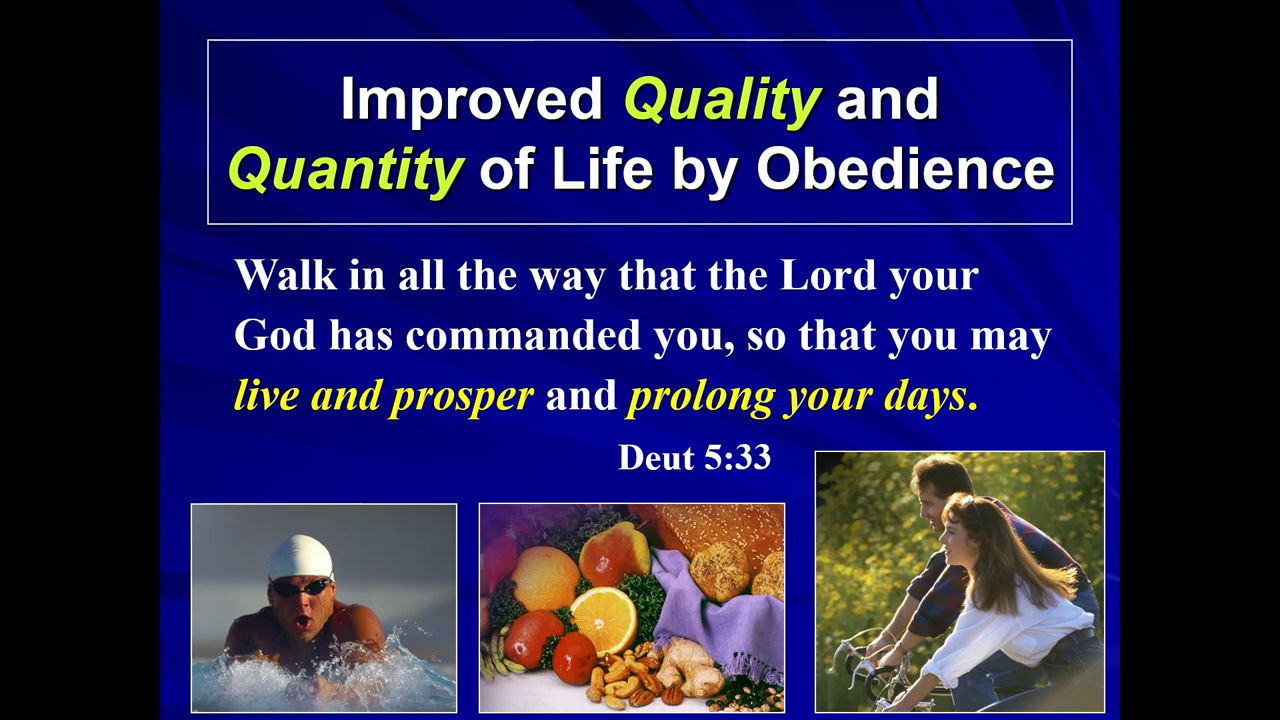 Improved Quality and
Quantity of Life by Obedience
Walk in all the way that the Lord your
God has commanded you, so that you may
live and prosper and prolong your days.
Deut 5:33